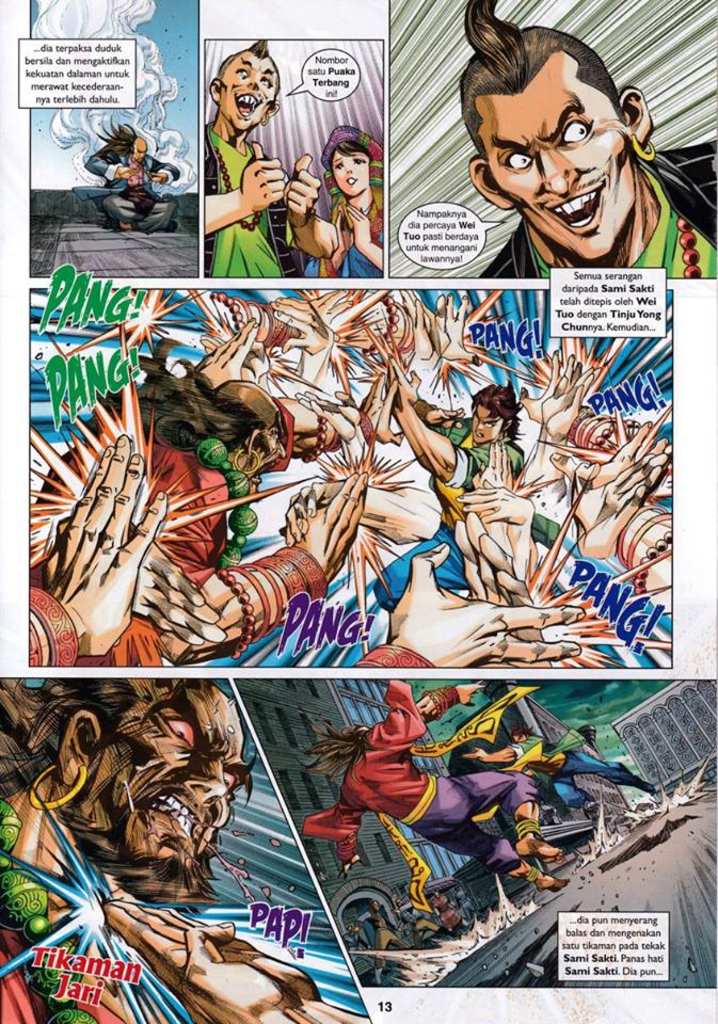 ...dia terpaksa duduk
bersila dan mengaktifkan
kekuatan dalaman untuk
merawat kecederaan-
nya terlebih dahulu.
Nombor
satu Puaka
Terbang
ini!
Nampaknya
dia percaya Wei
Tuo pasti berdaya
untuk menangani
lawannya!
Semua serangan
daripada Sami Sakti
telah ditepis oleh Wei
Tuo dengan Tinju Yong
Chunnya. Kemudian...
PANG!
PANG!
PANG!
PANG!
PANG!
PANG!
PAP!
Tikaman
Jari
...dia pun menyerang
balas dan mengenakan
satu tikaman pada tekak
Sami Sakti. Panas hati
Sami Sakti. Dia pun...
13